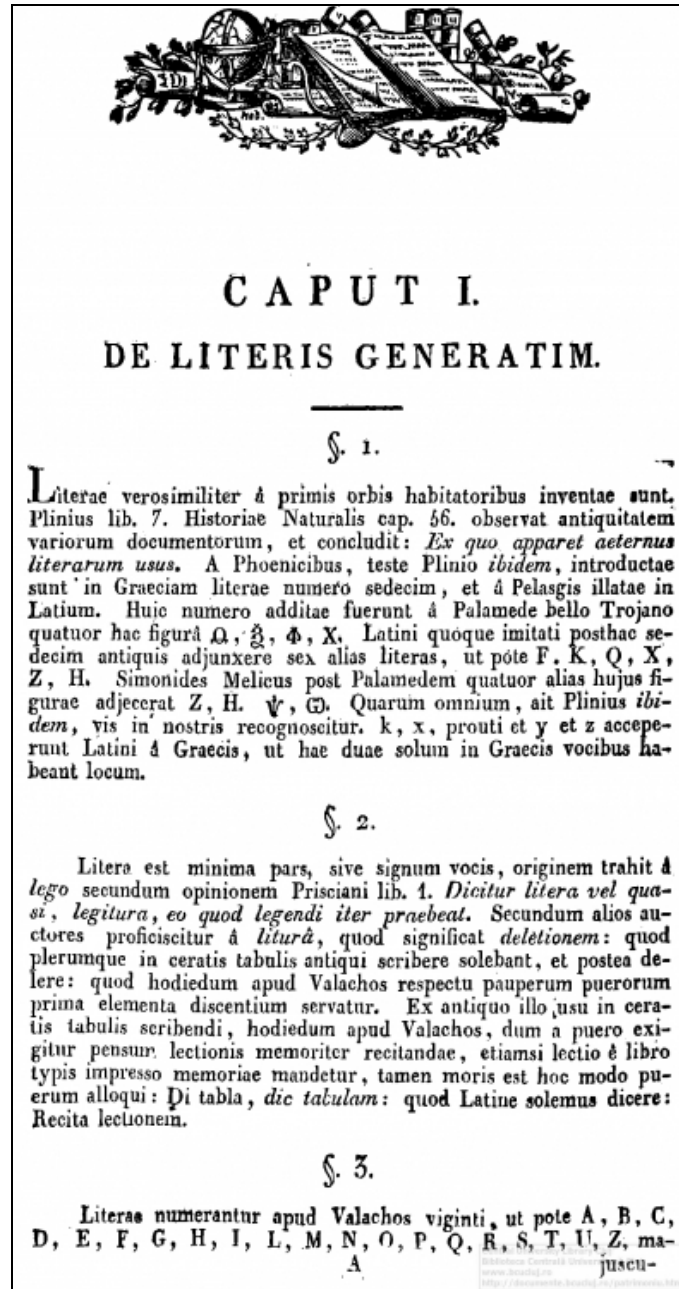 CAPUT I.
DE LITERIS GENERATIM.
§. 1.
Literae verosimiliter á primis orbis habitatoribus inventae sunt.
Plinius lib. 7. Historiae Naturalis cap. 56. observat antiquitatem
variorum documentorum, et concludit: Ex quo apparet aeternus
literarum usus. A Phoenicibus, teste Plinio ibidem, introductae
sunt in Graeciam literae numero sedecim, et á Pelasgis illatae in
Latium. Huic numero additae fuerunt á Palamede bello Trojano
quatuor hac figurâ Ω, Ѯ, Φ, X. Latini quoque imitati posthac se-
decim antiquis adjunxere sex alias literas, ut póte F. K, Q, X,
Z, H. Simonides Melicus post Palamedem quatuor alias hujus fi-
gurae adjecerat Z, H. Ѱ, Ѿ. Quarum omnium, ait Plinius ibi-
dem, vis in nostris recognoscitur. k, x, prouti et y et z accepe-
runt Latini á Graecis, ut hae duae solum in Graecis vocibus ha-
beant locum.
§. 2.
Litera est minima pars, sive signum vocis, originem trahit á
lego secundum opinionem Prisciani lib. 1. Dicitur litera vel qua-
si, legitura, eo quod legendi iter praebeat. Secundum alios au-
ctores proficiscitur á liturâ, quod significat deletionem: quod
plerumque in ceratis tabulis antiqui scribere solebant, et postea de-
lere: quod hodiedum apud Valachos respectu pauperum puerorum
prima elementa discentium servatur. Ex antiquo illo usu in cera-
tis tabulis scribendi, hodiedum apud Valachos, dum a puero exi-
gitur pensum lectionis memoriter recitandae, etiamsi lectio é libro
typis impresso memoriae mandetur, tamen moris est hoc modo pu-
erum alloqui: Di tabla, dic tabulam: quod Latine solemus dicere:
Recita lectionem.
§. 3.
Literae numerantur apud Valachos viginti, ut pote A, B, C,
D, E, F, G, H, I, L, M, N, O, P, Q, R, S, T, U, Z, ma-
A juscu-
Biblioteca Centrală
www.bcucluj.ro